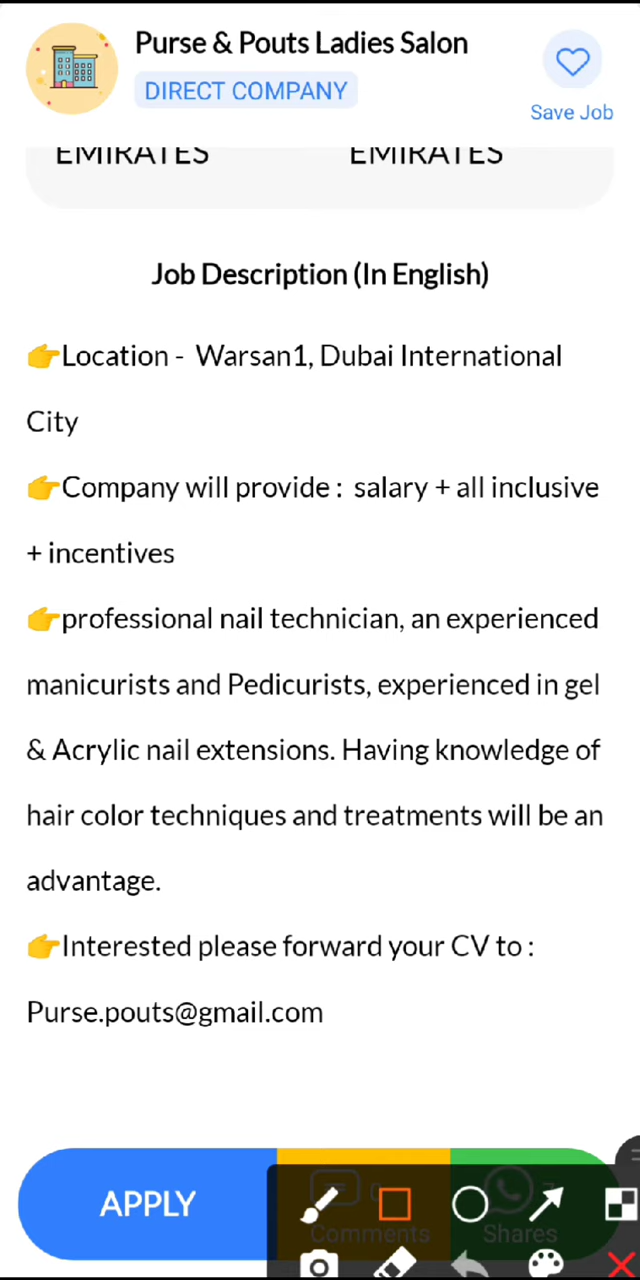 Purse & Pouts Ladies Salon
DIRECT COMPANY
Save Job
EMIRATES EMIRATES
Job Description (In English)
👉Location - Warsan1, Dubai International
City
👉Company will provide : salary + all inclusive
+ incentives
👉professional nail technician, an experienced
manicurists and Pedicurists, experienced in gel
& Acrylic nail extensions. Having knowledge of
hair color techniques and treatments will be an
advantage.
👉Interested please forward your CV to :
Purse.pouts@gmail.com
APPLY
Comments Shares